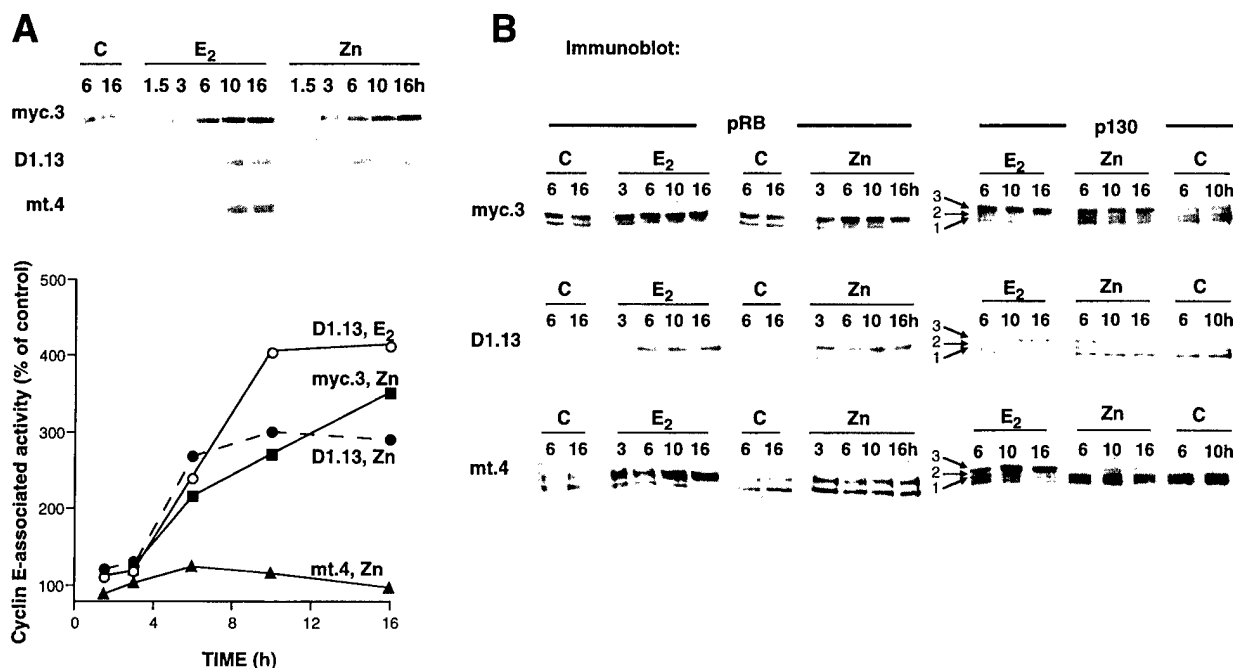 A
C E2 Zn
6 16 1.5 3 6 10 16 1.5 3 6 10 16h
myc.3
D1.13
mt.4
Cyclin E-associated activity (% of control)
500
400
300
200
100
D1.13, E2
myc.3, Zn
D1.13, Zn
mt.4, Zn
0 4 8 12 16
TIME (h)
B
Immunoblot:
pRB p130
C E2 C Zn E2 Zn C
6 16 3 6 10 16 6 16 3 6 10 16h 6 10 16 6 10 16 6 10h
myc.3
3
2
1
C E2 C Zn E2 Zn C
6 16 3 6 10 16 6 16 3 6 10 16h 6 10 16 6 10 16 6 10h
D1.13
3
2
1
C E2 C Zn E2 Zn C
6 16 3 6 10 16 6 16 3 6 10 16h 6 10 16 6 10 16 6 10h
mt.4
3
2
1